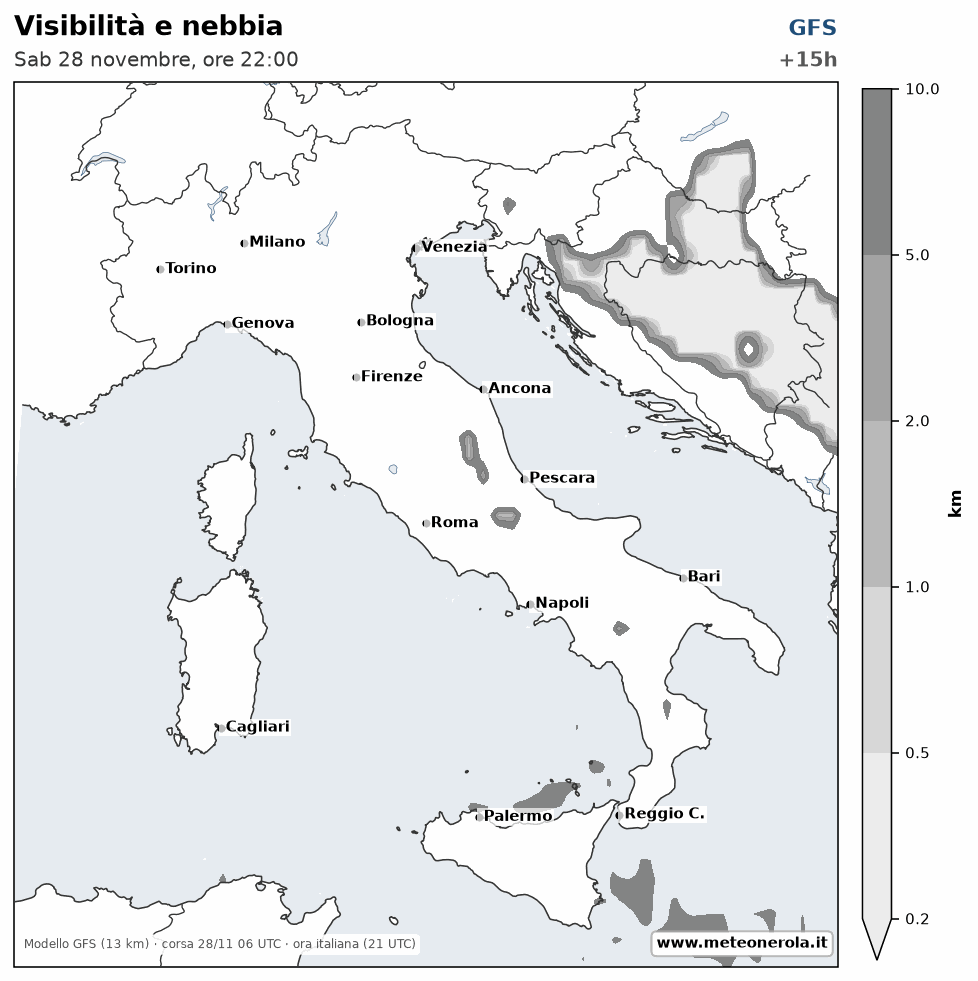 Visibilità e nebbia
GFS
Sab 28 novembre, ore 22:00
+15h
10.0
5.0
2.0
1.0
0.5
0.2
km
Milano
Venezia
Torino
Genova
Bologna
Firenze
Ancona
Pescara
Roma
Bari
Napoli
Cagliari
Palermo
Reggio C.
Modello GFS (13 km) · corsa 28/11 06 UTC · ora italiana (21 UTC)
www.meteonerola.it